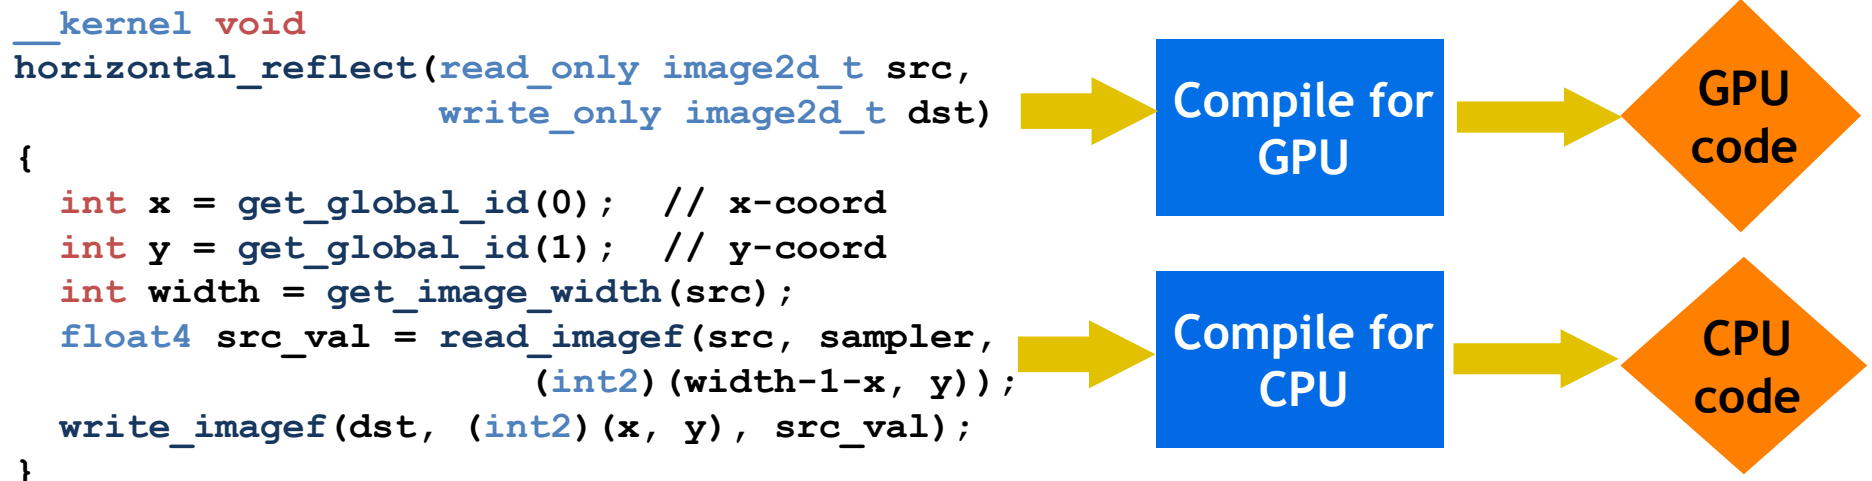 __kernel void
horizontal_reflect(read_only image2d_t src,
                   write_only image2d_t dst)
{
  int x = get_global_id(0);  // x-coord
  int y = get_global_id(1);  // y-coord
  int width = get_image_width(src);
  float4 src_val = read_imagef(src, sampler,
                       (int2)(width-1-x, y));
  write_imagef(dst, (int2)(x, y), src_val);
}
Compile for
GPU
GPU
code
Compile for
CPU
CPU
code